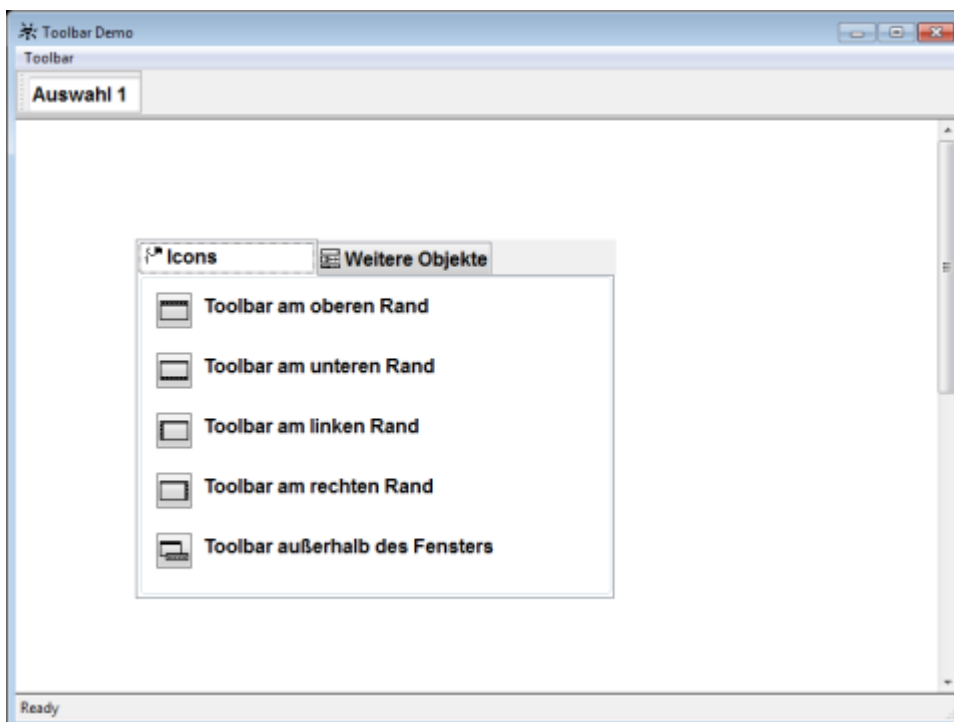 Toolbar Demo
Toolbar
Auswahl 1
Icons
Weitere Objekte
Toolbar am oberen Rand
Toolbar am unteren Rand
Toolbar am linken Rand
Toolbar am rechten Rand
Toolbar außerhalb des Fensters
Ready